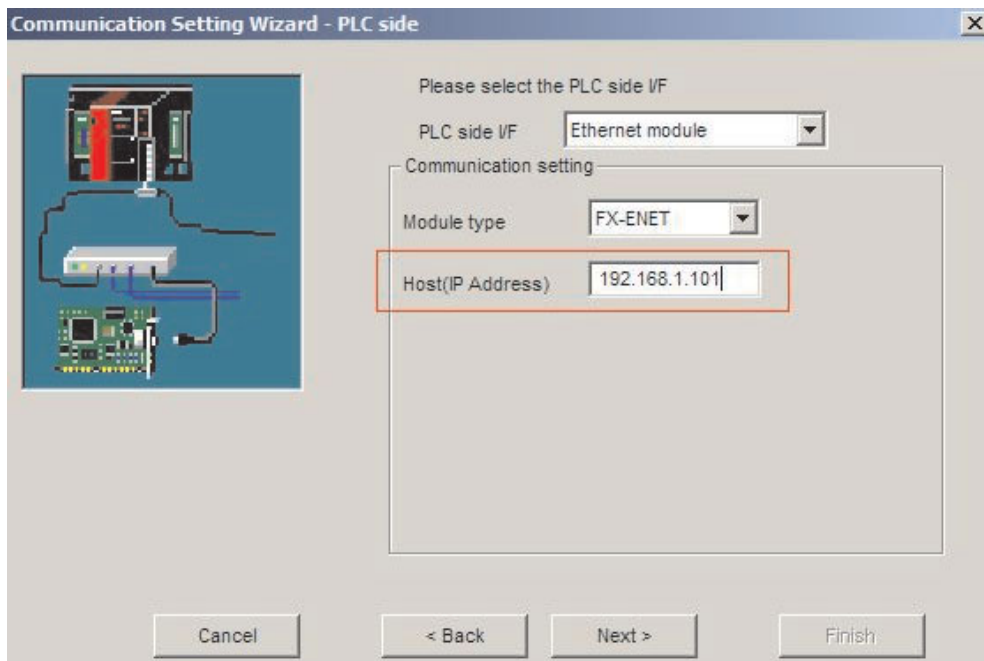 Communication Setting Wizard - PLC side
Please select the PLC side I/F
PLC side I/F Ethernet module
Communication setting
Module type FX-ENET
Host(IP Address) 192.168.1.101
Cancel < Back Next > Finish